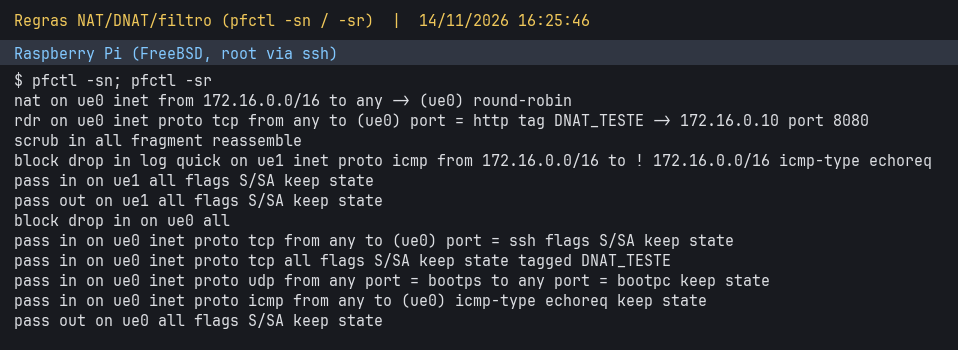 Regras NAT/DNAT/filtro (pfctl -sn / -sr)  |  14/11/2026 16:25:46
Raspberry Pi (FreeBSD, root via ssh)
$ pfctl -sn; pfctl -sr
nat on ue0 inet from 172.16.0.0/16 to any -> (ue0) round-robin
rdr on ue0 inet proto tcp from any to (ue0) port = http tag DNAT_TESTE -> 172.16.0.10 port 8080
scrub in all fragment reassemble
block drop in log quick on ue1 inet proto icmp from 172.16.0.0/16 to ! 172.16.0.0/16 icmp-type echoreq
pass in on ue1 all flags S/SA keep state
pass out on ue1 all flags S/SA keep state
block drop in on ue0 all
pass in on ue0 inet proto tcp from any to (ue0) port = ssh flags S/SA keep state
pass in on ue0 inet proto tcp all flags S/SA keep state tagged DNAT_TESTE
pass in on ue0 inet proto udp from any port = bootps to any port = bootpc keep state
pass in on ue0 inet proto icmp from any to (ue0) icmp-type echoreq keep state
pass out on ue0 all flags S/SA keep state